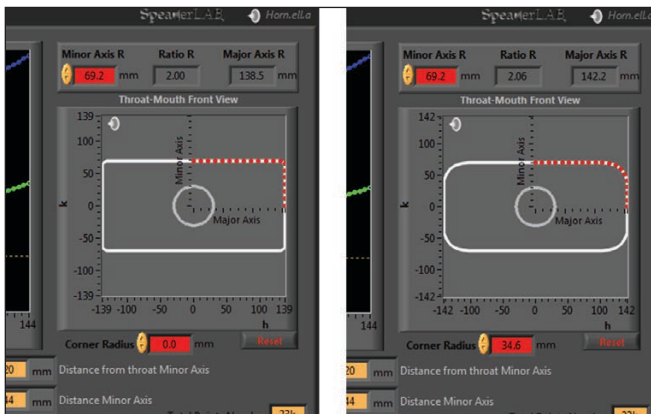 SpeakerLAB Horn.ell.a
Minor Axis R Ratio R Major Axis R
69.2 mm 2.00 138.5 mm
Throat-Mouth Front View
139
100
50
0
-50
-100
-139
k
Minor Axis
Major Axis
-139 -100 -50 0 50 100 139
h
144
Corner Radius 0.0 mm Reset
20 mm Distance from throat Minor Axis
44 mm Distance Minor Axis
SpeakerLAB Horn.ell.a
Minor Axis R Ratio R Major Axis R
69.2 mm 2.06 142.2 mm
Throat-Mouth Front View
142
100
50
0
-50
-100
-142
k
Minor Axis
Major Axis
-142 -100 -50 0 50 100 142
h
144
Corner Radius 34.6 mm Reset
20 mm Distance from throat Minor Axis
44 mm Distance Minor Axis